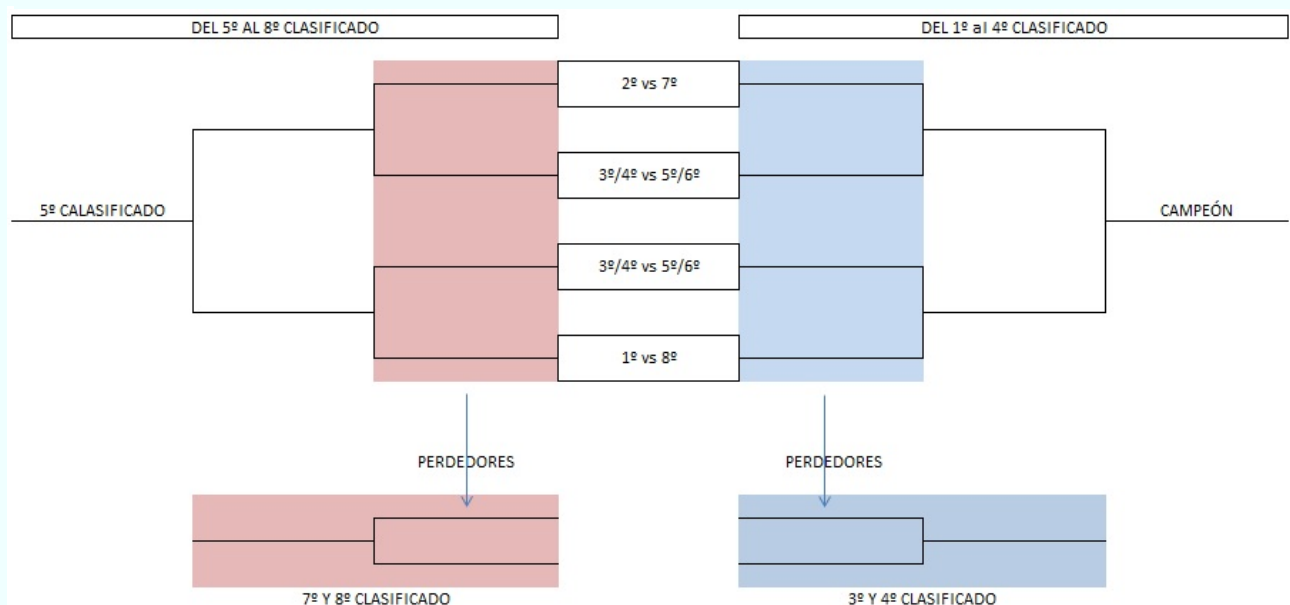 DEL 5º AL 8º CLASIFICADO
DEL 1º al 4º CLASIFICADO
2º vs 7º
3º/4º vs 5º/6º
5º CALASIFICADO
CAMPEÓN
3º/4º vs 5º/6º
1º vs 8º
PERDEDORES
PERDEDORES
7º Y 8º CLASIFICADO
3º Y 4º CLASIFICADO